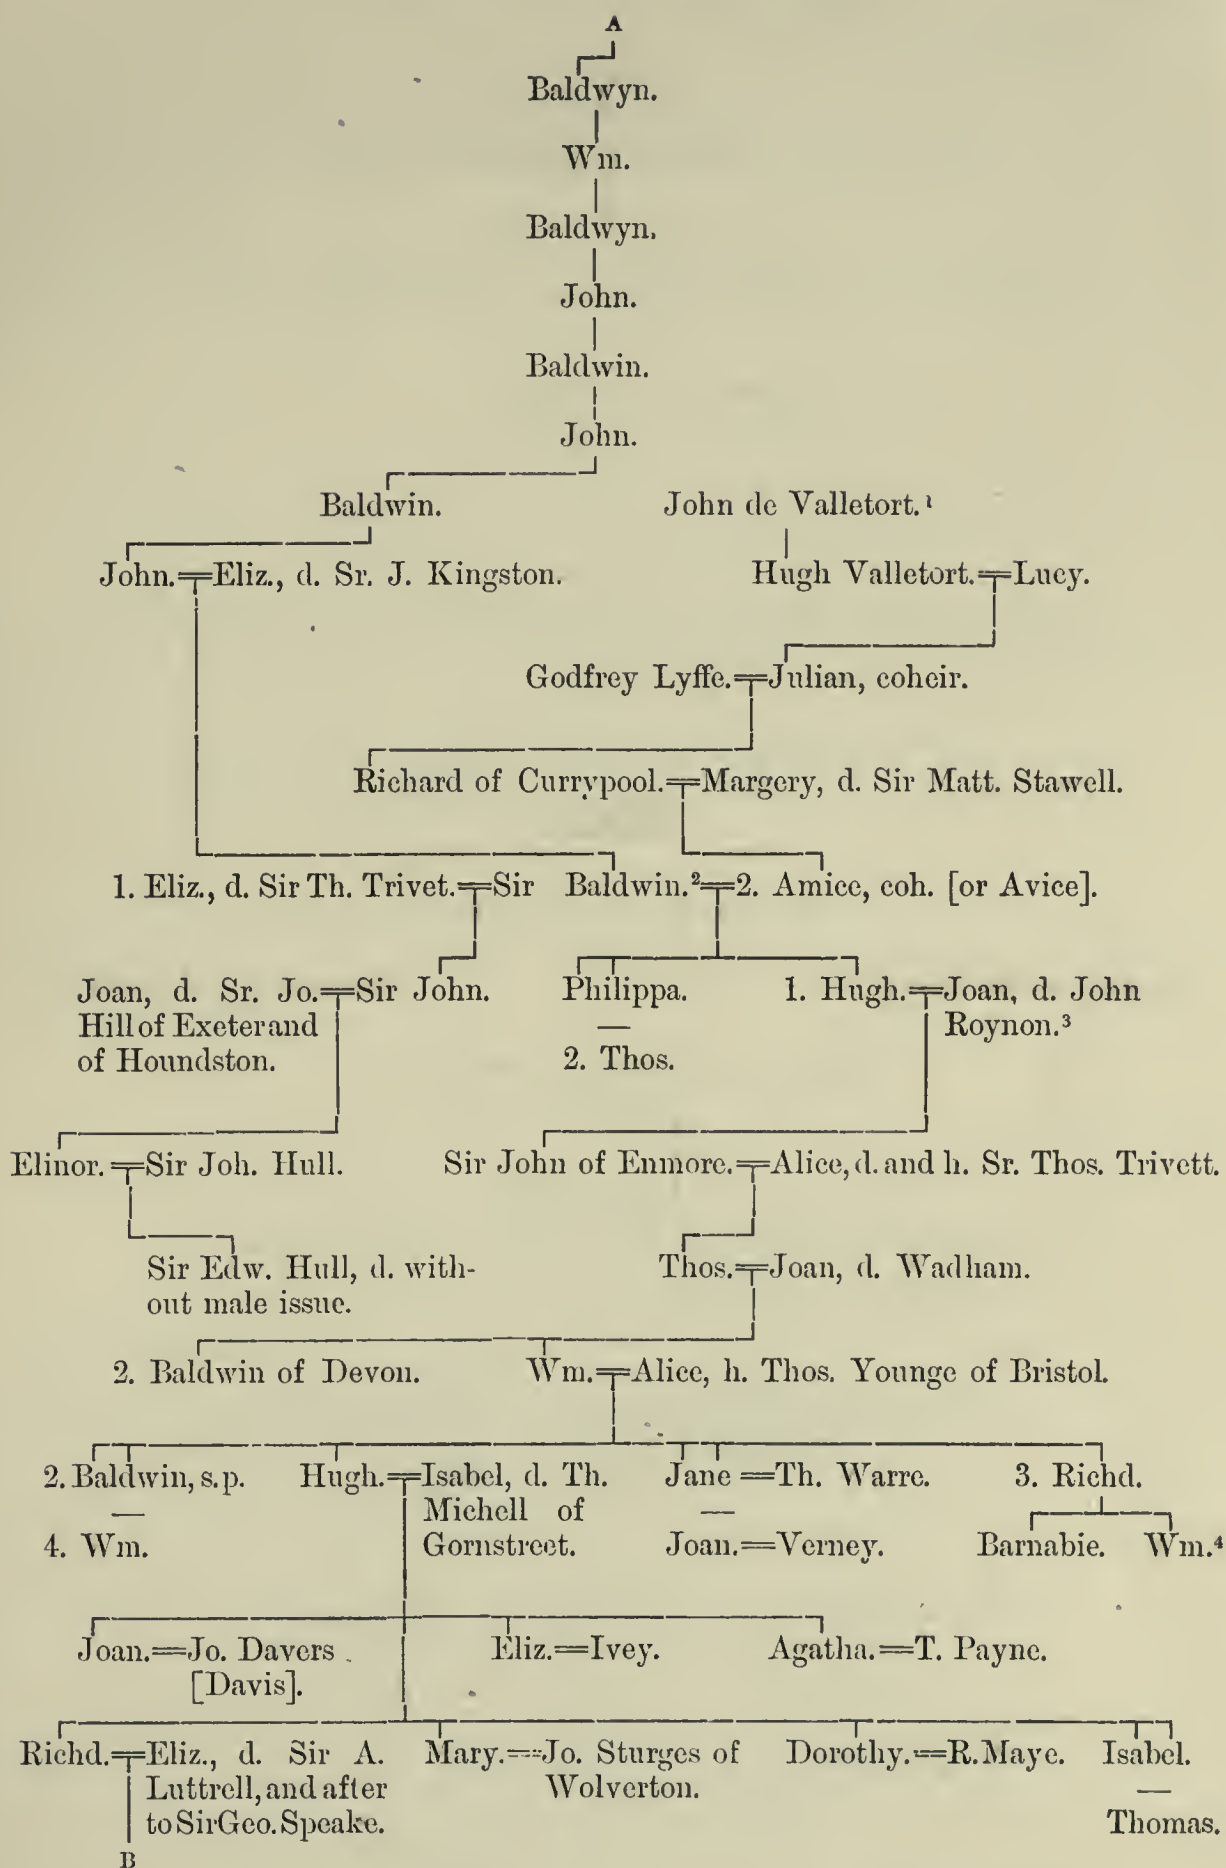 A
Baldwyn.
Wm.
Baldwyn.
John.
Baldwin.
John.
Baldwin. John de Valletort.¹
John.=Eliz., d. Sr. J. Kingston. Hugh Valletort.=Lucy.
Godfrey Lyffe.=Julian, coheir.
Richard of Currypool.=Margery, d. Sir Matt. Stawell.
1. Eliz., d. Sir Th. Trivet.=Sir Baldwin.²=2. Amice, coh. [or Avice].
Joan, d. Sr. Jo.=Sir John. Philippa. 1. Hugh.=Joan, d. John
Hill of Exeter and — Roynon.³
of Houndston. 2. Thos.
Elinor.=Sir Joh. Hull. Sir John of Enmore.=Alice, d. and h. Sr. Thos. Trivett.
Sir Edw. Hull, d. with- Thos.=Joan, d. Wadham.
out male issue.
2. Baldwin of Devon. Wm.=Alice, h. Thos. Younge of Bristol.
2. Baldwin, s.p. Hugh.=Isabel, d. Th. Jane=Th. Warre. 3. Richd.
— Michell of —
4. Wm. Gornstreet. Joan.=Verney. Barnabie. Wm.⁴
Joan.=Jo. Davers Eliz.=Ivey. Agatha.=T. Payne.
[Davis].
Richd.=Eliz., d. Sir A. Mary.=Jo. Sturges of Dorothy.=R. Maye. Isabel.
Luttrell, and after Wolverton. —
to Sir Geo. Speake. Thomas.
B